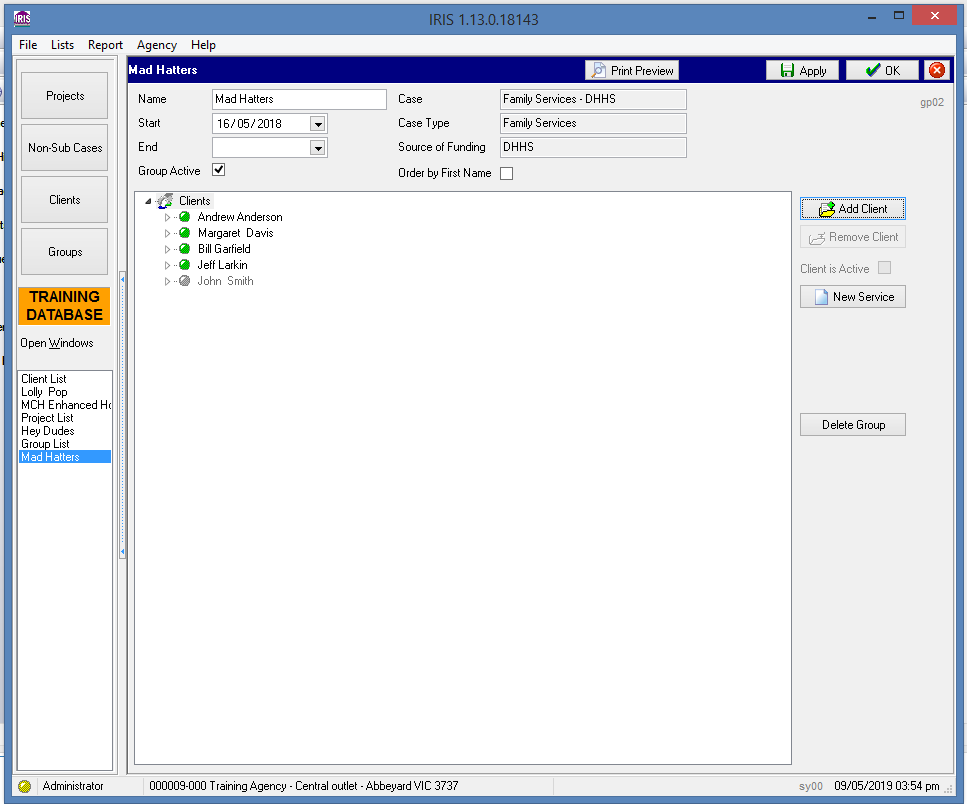 IRIS
IRIS 1.13.0.18143
File Lists Report Agency Help
Projects
Non-Sub Cases
Clients
Groups
TRAINING
DATABASE
Open Windows
Client List
Lolly Pop
MCH Enhanced Ho
Project List
Hey Dudes
Group List
Mad Hatters
Mad Hatters
Print Preview
Apply
OK
Name Mad Hatters
Case Family Services - DHHS
gp02
Start 16/05/2018
Case Type Family Services
End
Source of Funding DHHS
Group Active
Order by First Name
Clients
Andrew Anderson
Margaret Davis
Bill Garfield
Jeff Larkin
John Smith
Add Client
Remove Client
Client is Active
New Service
Delete Group
Administrator
000009-000 Training Agency - Central outlet - Abbeyard VIC 3737
sy00
09/05/2019 03:54 pm